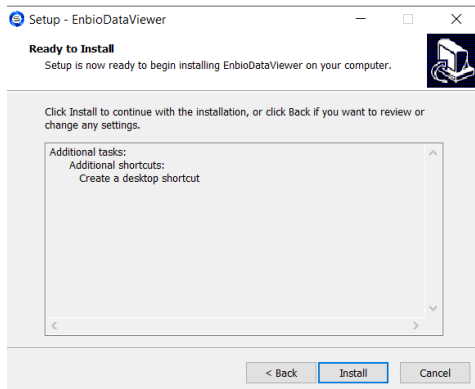 Setup - EnbioDataViewer
Ready to Install
Setup is now ready to begin installing EnbioDataViewer on your computer.
Click Install to continue with the installation, or click Back if you want to review or
change any settings.
Additional tasks:
Additional shortcuts:
Create a desktop shortcut
< Back
Install
Cancel